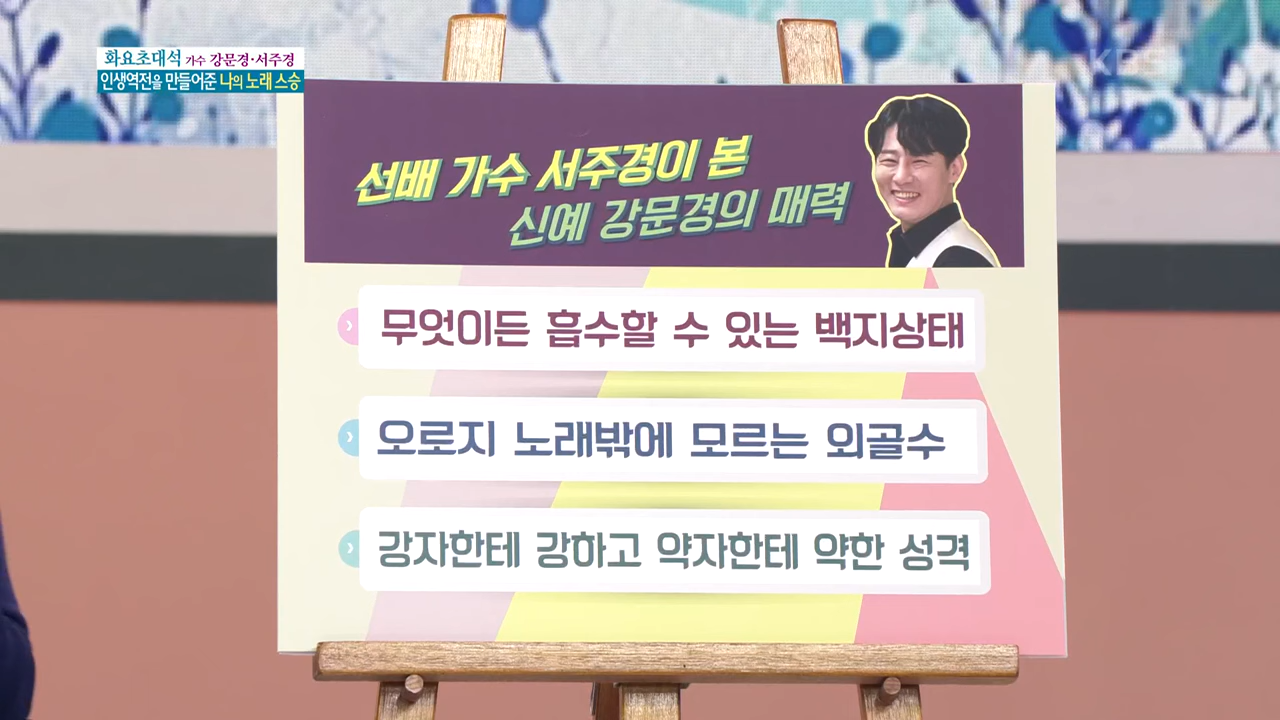 화요초대석 가수 강문경·서주경
인생역전을 만들어준 나의 노래 스승
KBS
선배 가수 서주경이 본
신예 강문경의 매력
무엇이든 흡수할 수 있는 백지상태
오로지 노래밖에 모르는 외골수
강자한테 강하고 약자한테 약한 성격